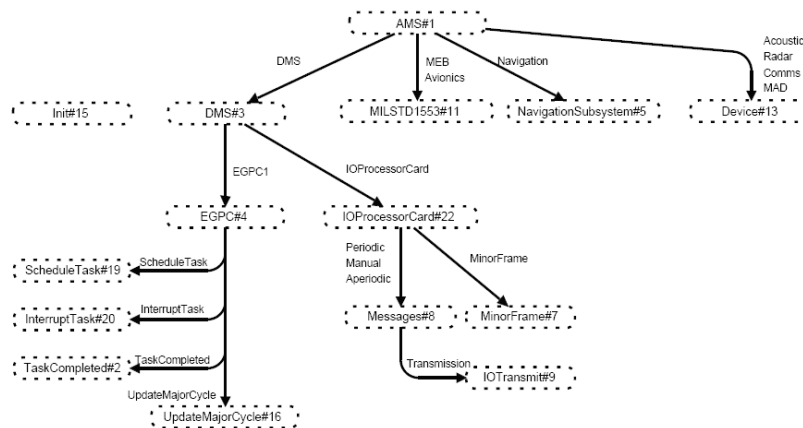 AMS#1
DMS
MEB
Avionics
Navigation
Acoustic
Radar
Comms
MAD
Init#15
DMS#3
MILSTD1553#11
NavigationSubsystem#5
Device#13
EGPC1
IOProcessorCard
EGPC#4
IOProcessorCard#22
ScheduleTask
Periodic
Manual
Aperiodic
MinorFrame
ScheduleTask#19
InterruptTask
InterruptTask#20
Messages#8
MinorFrame#7
TaskCompleted
TaskCompleted#2
Transmission
IOTransmit#9
UpdateMajorCycle
UpdateMajorCycle#16